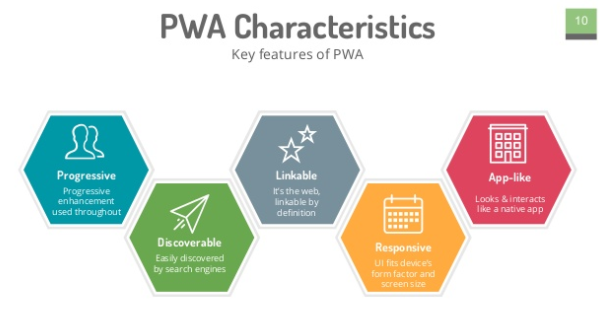 PWA Characteristics
10
Key features of PWA
Progressive
Progressive
enhancement
used throughout
Discoverable
Easily discovered
by search engines
Linkable
It's the web,
linkable by
definition
Responsive
UI fits device's
form factor and
screen size
App-like
Looks & interacts
like a native app